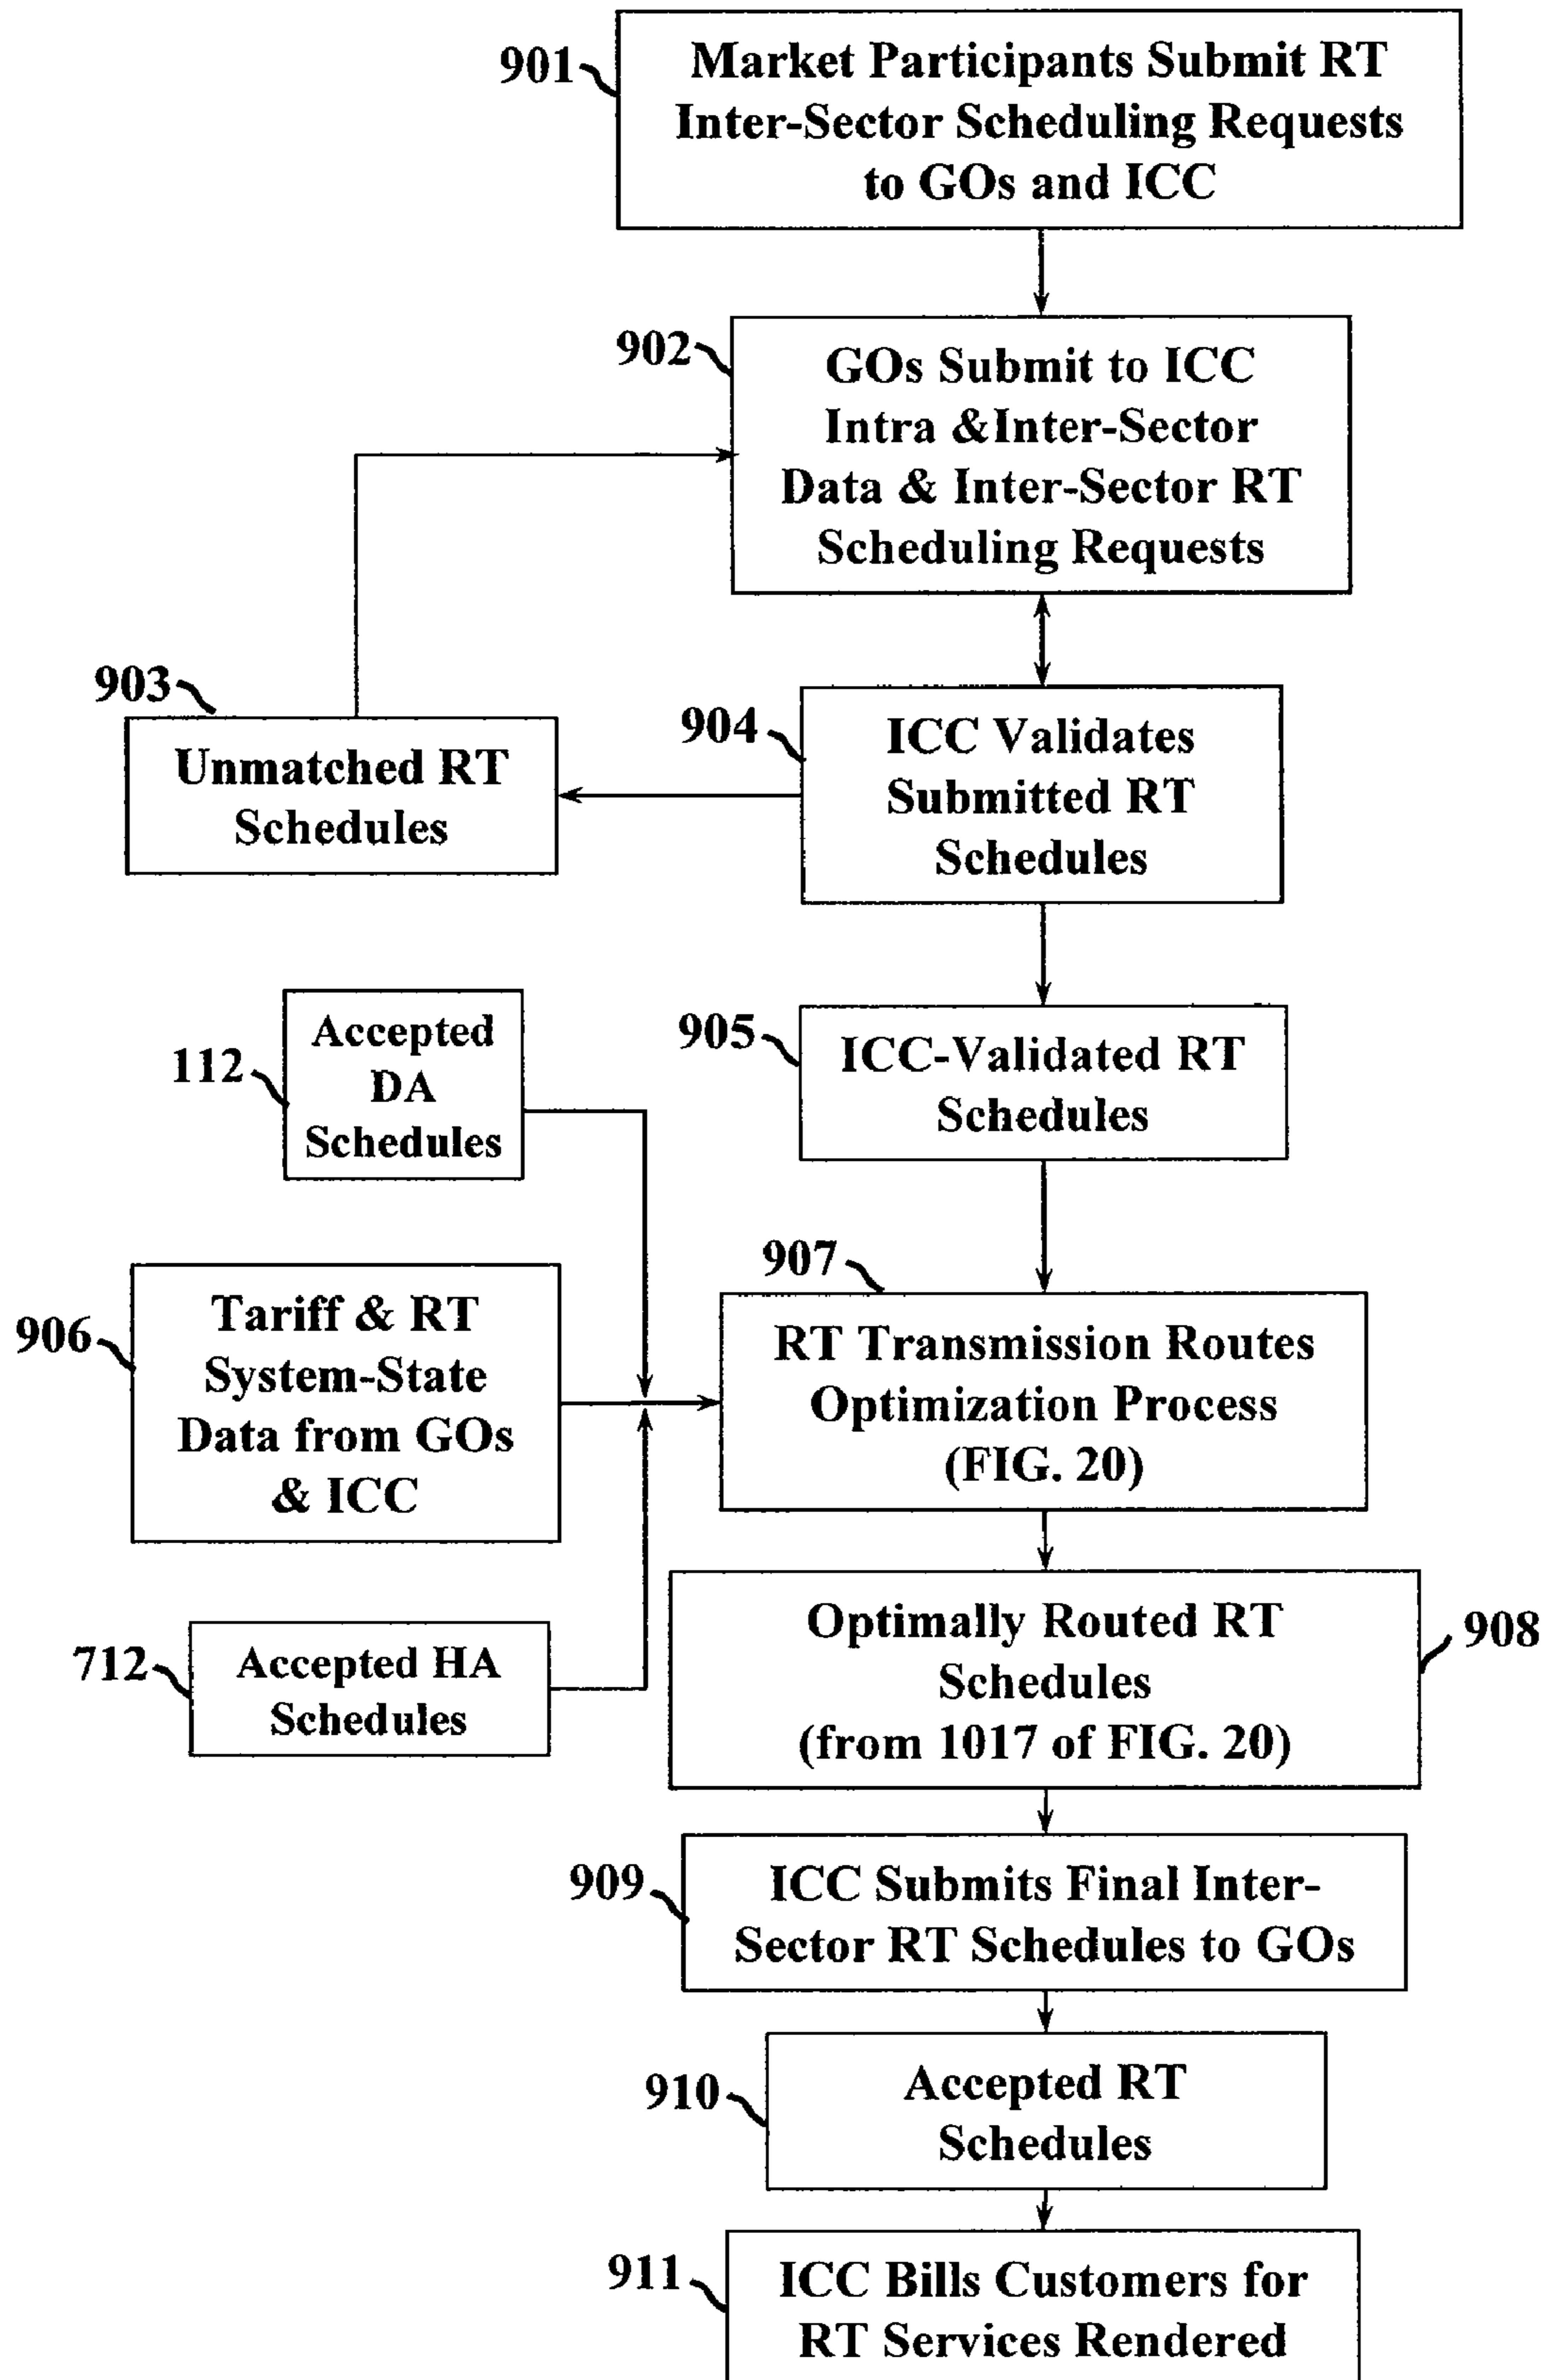 901
Market Participants Submit RT
Inter-Sector Scheduling Requests
to GOs and ICC
902
GOs Submit to ICC
Intra &Inter-Sector
Data & Inter-Sector RT
Scheduling Requests
903
Unmatched RT
Schedules
904
ICC Validates
Submitted RT
Schedules
112
Accepted
DA
Schedules
905
ICC-Validated RT
Schedules
906
Tariff & RT
System-State
Data from GOs
& ICC
907
RT Transmission Routes
Optimization Process
(FIG. 20)
712
Accepted HA
Schedules
Optimally Routed RT
Schedules
(from 1017 of FIG. 20)
908
909
ICC Submits Final Inter-
Sector RT Schedules to GOs
910
Accepted RT
Schedules
911
ICC Bills Customers for
RT Services Rendered